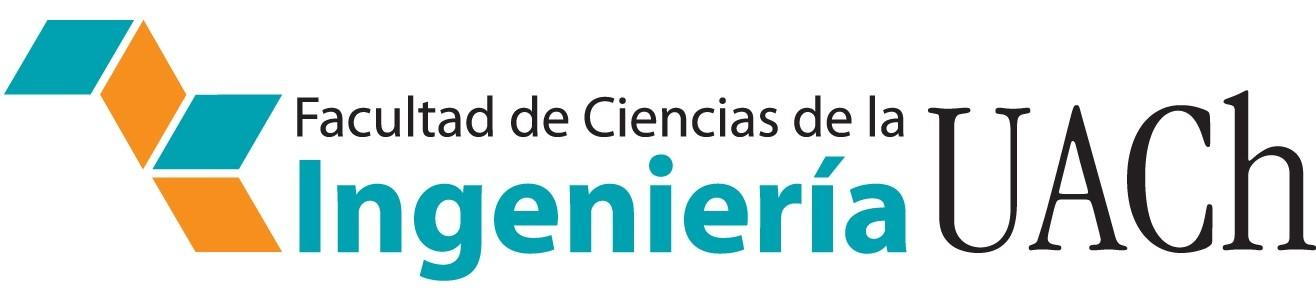 Facultad de Ciencias de la
Ingeniería
UACh